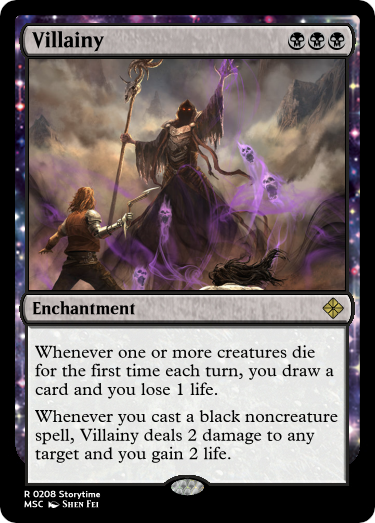 Villainy
Enchantment
Whenever one or more creatures die
for the first time each turn, you draw a
card and you lose 1 life.
Whenever you cast a black noncreature
spell, Villainy deals 2 damage to any
target and you gain 2 life.
R 0208 Storytime
MSC Shen Fei